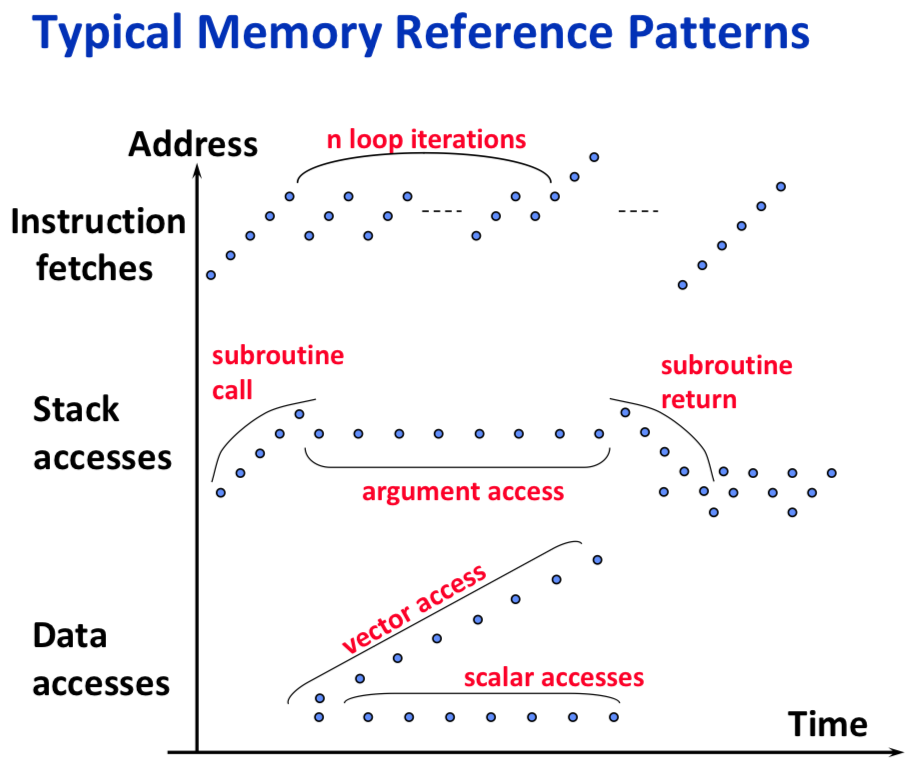 Typical Memory Reference Patterns
Address
n loop iterations
Instruction
fetches
subroutine
call
subroutine
return
Stack
accesses
argument access
vector access
Data
accesses
scalar accesses
Time